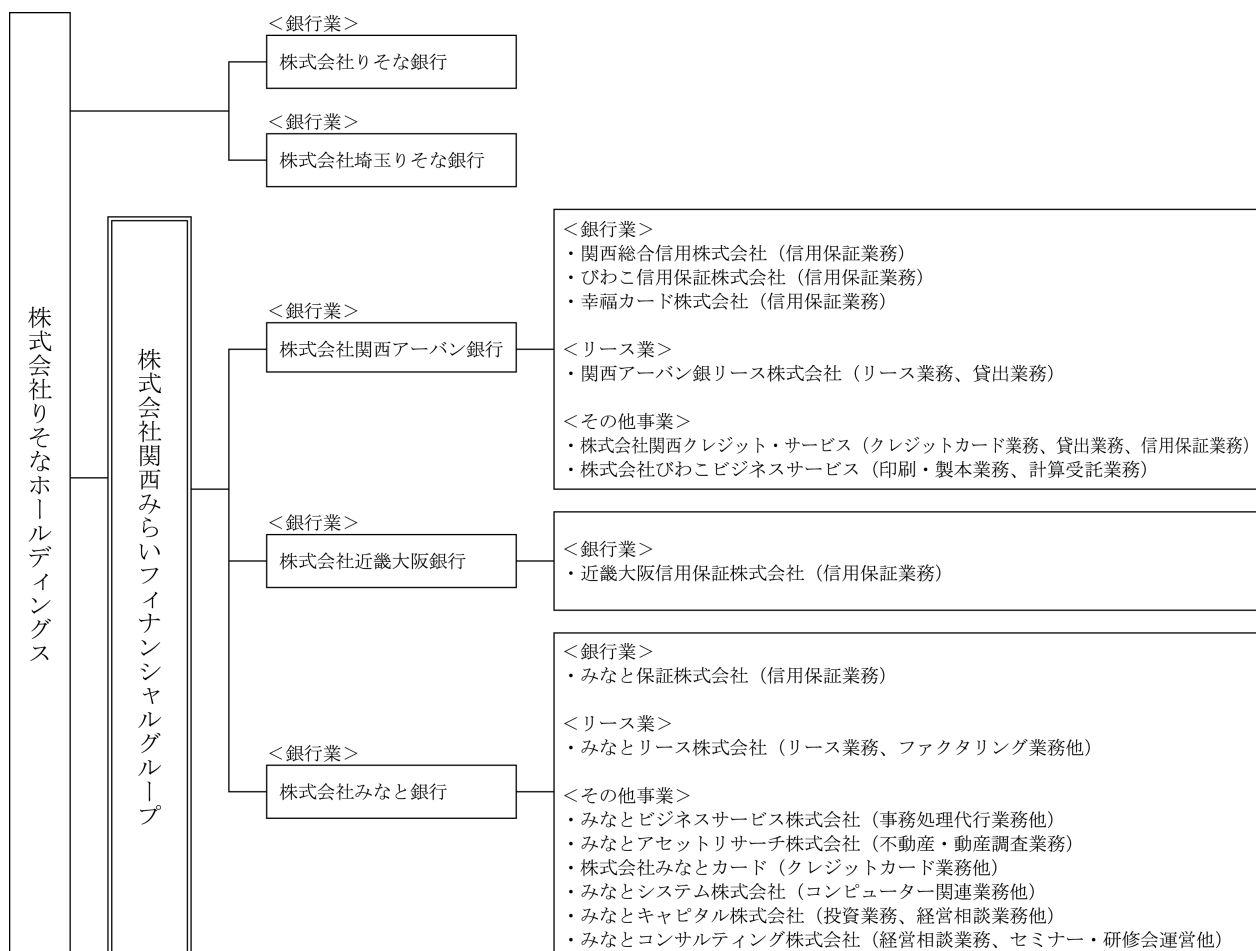 株式会社りそなホールディングス
＜銀行業＞
株式会社りそな銀行
＜銀行業＞
株式会社埼玉りそな銀行
株式会社関西みらいフィナンシャルグループ
＜銀行業＞
株式会社関西アーバン銀行
＜銀行業＞
・関西総合信用株式会社（信用保証業務）
・びわこ信用保証株式会社（信用保証業務）
・幸福カード株式会社（信用保証業務）
＜リース業＞
・関西アーバン銀リース株式会社（リース業務、貸出業務）
＜その他事業＞
・株式会社関西クレジット・サービス（クレジットカード業務、貸出業務、信用保証業務）
・株式会社びわこビジネスサービス（印刷・製本業務、計算受託業務）
＜銀行業＞
株式会社近畿大阪銀行
＜銀行業＞
・近畿大阪信用保証株式会社（信用保証業務）
＜銀行業＞
株式会社みなと銀行
＜銀行業＞
・みなと保証株式会社（信用保証業務）
＜リース業＞
・みなとリース株式会社（リース業務、ファクタリング業務他）
＜その他事業＞
・みなとビジネスサービス株式会社（事務処理代行業務他）
・みなとアセットリサーチ株式会社（不動産・動産調査業務）
・株式会社みなとカード（クレジットカード業務他）
・みなとシステム株式会社（コンピューター関連業務他）
・みなとキャピタル株式会社（投資業務、経営相談業務他）
・みなとコンサルティング株式会社（経営相談業務、セミナー・研修会運営他）